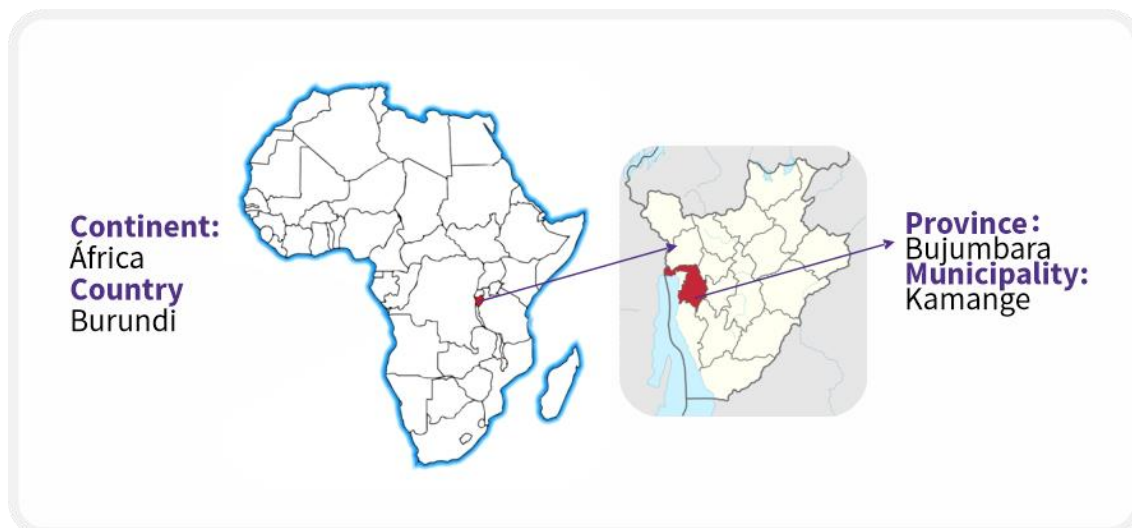 Continent:
África
Country
Burundi
Province:
Bujumbara
Municipality:
Kamange